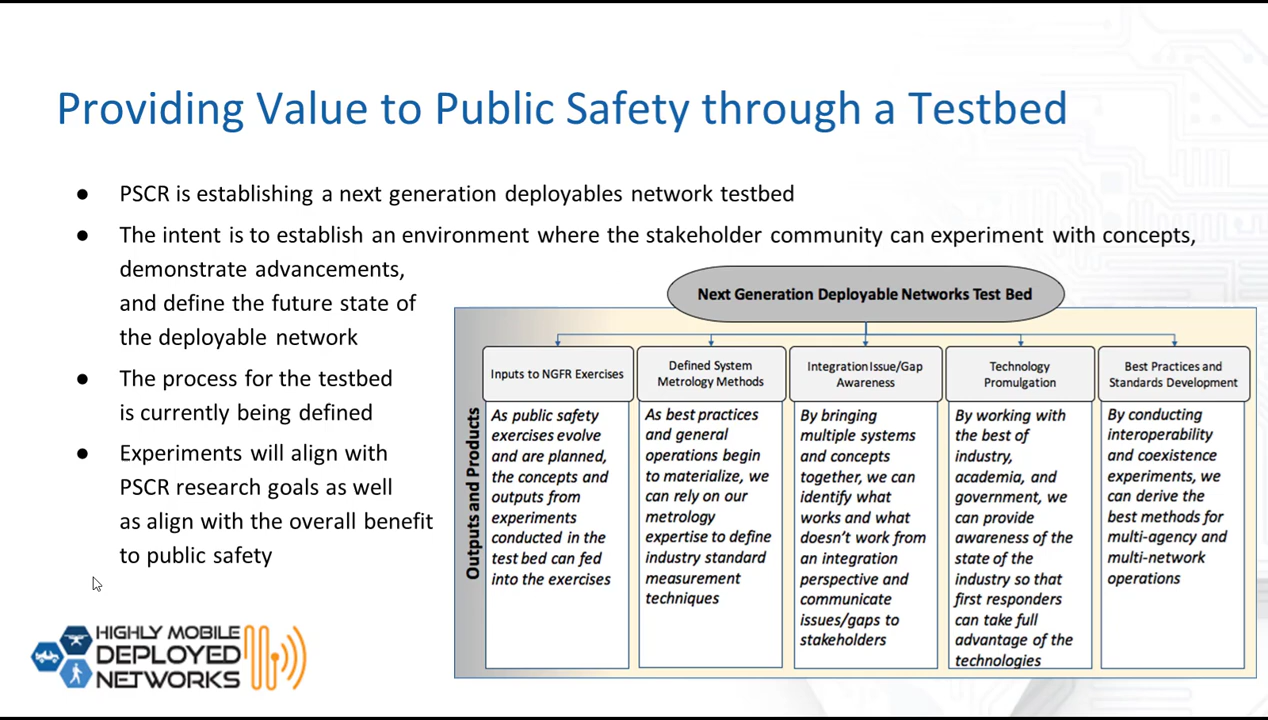 Providing Value to Public Safety through a Testbed
● PSCR is establishing a next generation deployables network testbed
● The intent is to establish an environment where the stakeholder community can experiment with concepts,
demonstrate advancements,
and define the future state of
the deployable network
● The process for the testbed
is currently being defined
● Experiments will align with
PSCR research goals as well
as align with the overall benefit
to public safety
Next Generation Deployable Networks Test Bed
Outputs and Products
Inputs to NGFR Exercises
As public safety
exercises evolve
and are planned,
the concepts and
outputs from
experiments
conducted in the
test bed can fed
into the exercises
Defined System
Metrology Methods
As best practices
and general
operations begin
to materialize, we
can rely on our
metrology
expertise to define
industry standard
measurement
techniques
Integration Issue/Gap
Awareness
By bringing
multiple systems
and concepts
together, we can
identify what
works and what
doesn't work from
an integration
perspective and
communicate
issues/gaps to
stakeholders
Technology
Promulgation
By working with
the best of
industry,
academia, and
government, we
can provide
awareness of the
state of the
industry so that
first responders
can take full
advantage of the
technologies
Best Practices and
Standards Development
By conducting
interoperability
and coexistence
experiments, we
can derive the
best methods for
multi-agency and
multi-network
operations
HIGHLY MOBILE
DEPLOYED
NETWORKS